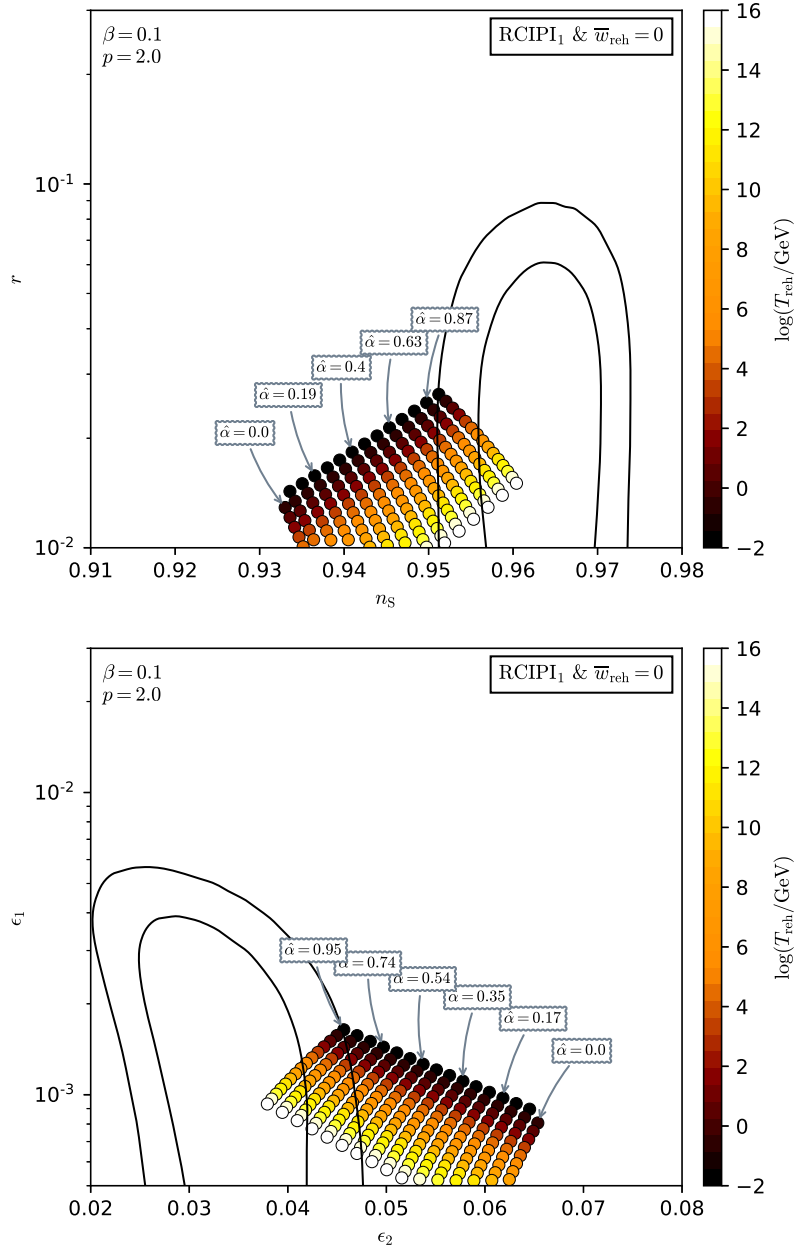 β = 0.1
p = 2.0
RCIPI₁ & w̅_reh = 0
r
10⁻¹
10⁻²
α̂ = 0.87
α̂ = 0.63
α̂ = 0.4
α̂ = 0.19
α̂ = 0.0
0.91 0.92 0.93 0.94 0.95 0.96 0.97 0.98
n_S
16
14
12
10
8
6
4
2
0
−2
log(T_reh/GeV)
β = 0.1
p = 2.0
RCIPI₁ & w̅_reh = 0
ϵ₁
10⁻²
10⁻³
α̂ = 0.95
α̂ = 0.74
α̂ = 0.54
α̂ = 0.35
α̂ = 0.17
α̂ = 0.0
0.02 0.03 0.04 0.05 0.06 0.07 0.08
ϵ₂
16
14
12
10
8
6
4
2
0
−2
log(T_reh/GeV)